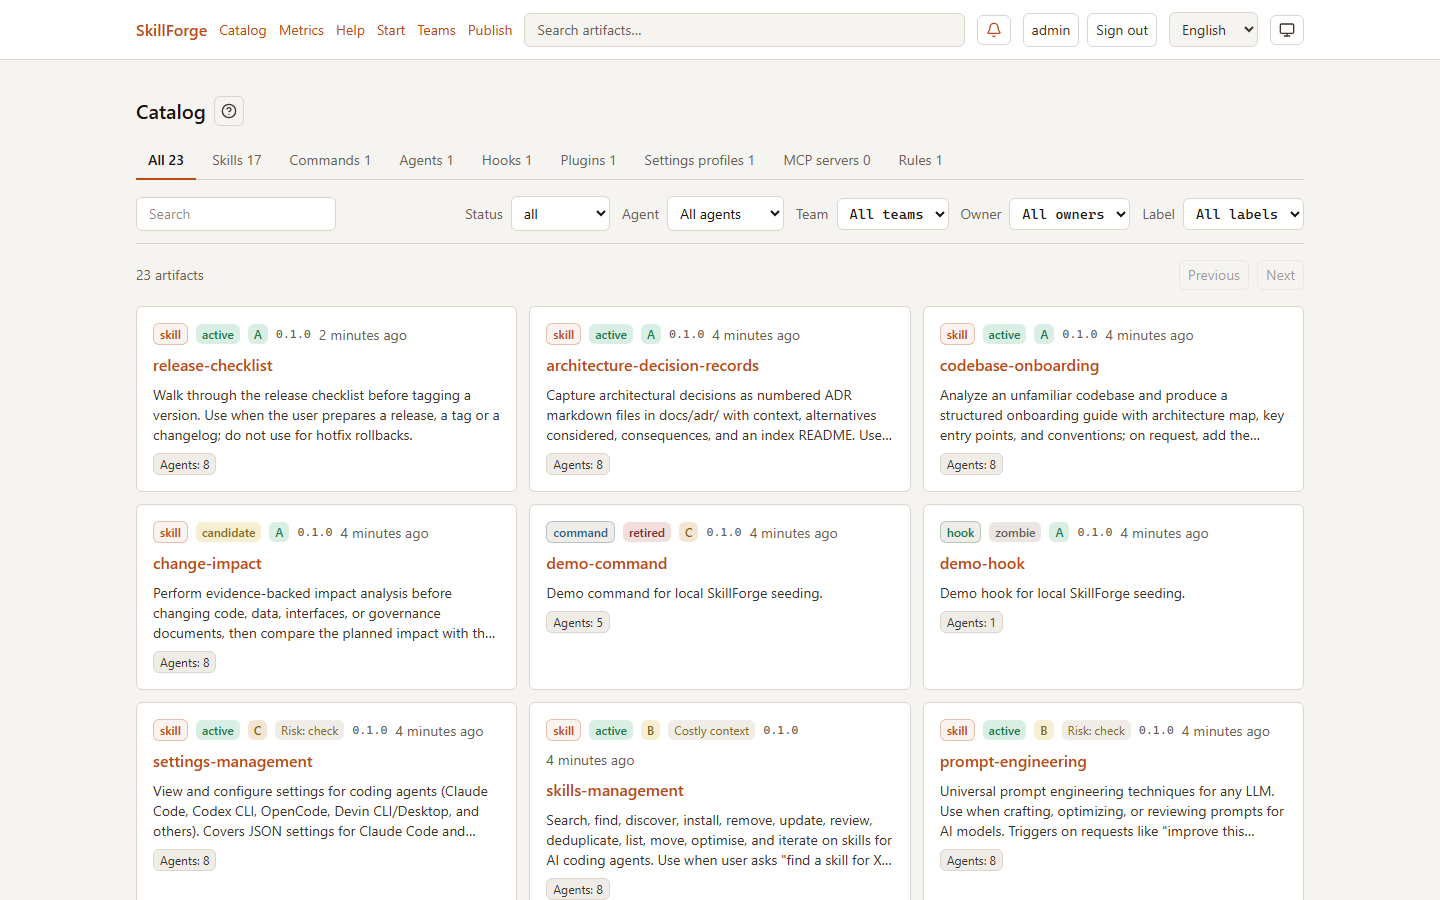 SkillForge Catalog Metrics Help Start Teams Publish Search artifacts... admin Sign out English
Catalog
All 23 Skills 17 Commands 1 Agents 1 Hooks 1 Plugins 1 Settings profiles 1 MCP servers 0 Rules 1
Search Status all Agent All agents Team All teams Owner All owners Label All labels
23 artifacts Previous Next
skill active A 0.1.0 2 minutes ago
release-checklist
Walk through the release checklist before tagging a
version. Use when the user prepares a release, a tag or a
changelog; do not use for hotfix rollbacks.
Agents: 8
skill active A 0.1.0 4 minutes ago
architecture-decision-records
Capture architectural decisions as numbered ADR
markdown files in docs/adr/ with context, alternatives
considered, consequences, and an index README. Use...
Agents: 8
skill active A 0.1.0 4 minutes ago
codebase-onboarding
Analyze an unfamiliar codebase and produce a
structured onboarding guide with architecture map, key
entry points, and conventions; on request, add the...
Agents: 8
skill candidate A 0.1.0 4 minutes ago
change-impact
Perform evidence-backed impact analysis before
changing code, data, interfaces, or governance
documents, then compare the planned impact with th...
Agents: 8
command retired C 0.1.0 4 minutes ago
demo-command
Demo command for local SkillForge seeding.
Agents: 5
hook zombie A 0.1.0 4 minutes ago
demo-hook
Demo hook for local SkillForge seeding.
Agents: 1
skill active C Risk: check 0.1.0 4 minutes ago
settings-management
View and configure settings for coding agents (Claude
Code, Codex CLI, OpenCode, Devin CLI/Desktop, and
others). Covers JSON settings for Claude Code and...
Agents: 8
skill active B Costly context 0.1.0
4 minutes ago
skills-management
Search, find, discover, install, remove, update, review,
deduplicate, list, move, optimise, and iterate on skills for
AI coding agents. Use when user asks "find a skill for X...
Agents: 8
skill active B Risk: check 0.1.0 4 minutes ago
prompt-engineering
Universal prompt engineering techniques for any LLM.
Use when crafting, optimizing, or reviewing prompts for
AI models. Triggers on requests like "improve this...
Agents: 8